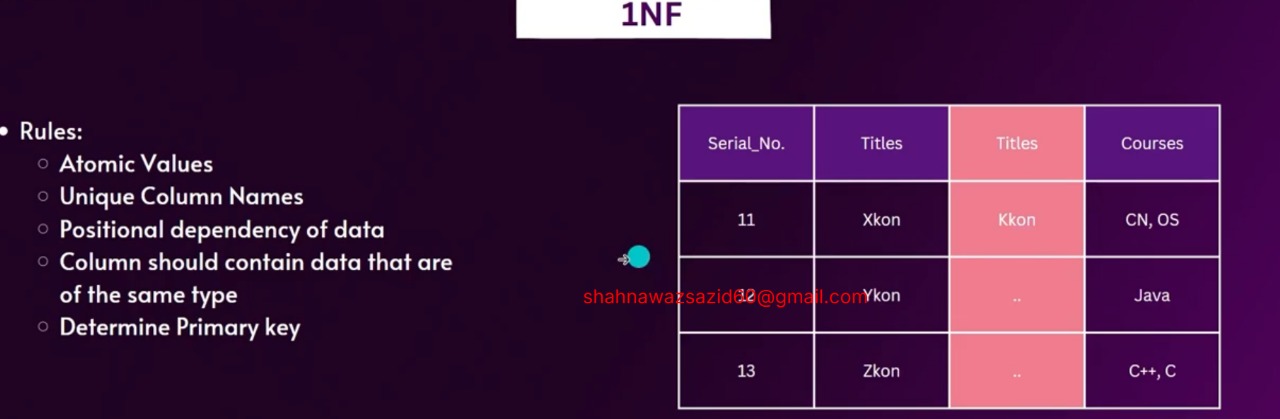 1NF
Rules:
Atomic Values
Unique Column Names
Positional dependency of data
Column should contain data that are
of the same type
Determine Primary key
Serial_No. Titles Titles Courses
11 Xkon Kkon CN, OS
12 Ykon .. Java
13 Zkon .. C++, C
shahnawazsazid60@gmail.com